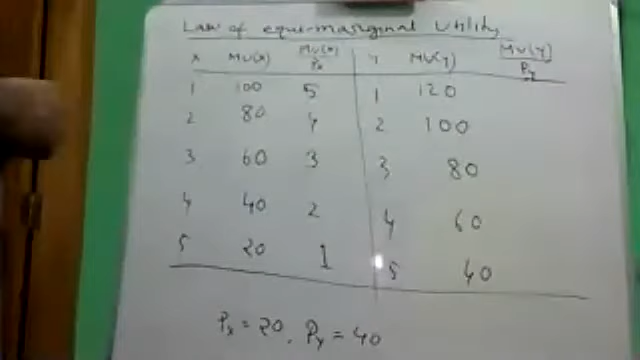 Law of equi-marginal Utility
x MU(x) MU(x)/Px Y MU(y) MU(Y)/Py
1 100 5 1 120
2 80 4 2 100
3 60 3 3 80
4 40 2 4 60
5 20 1 5 40
Px = 20, Py = 40